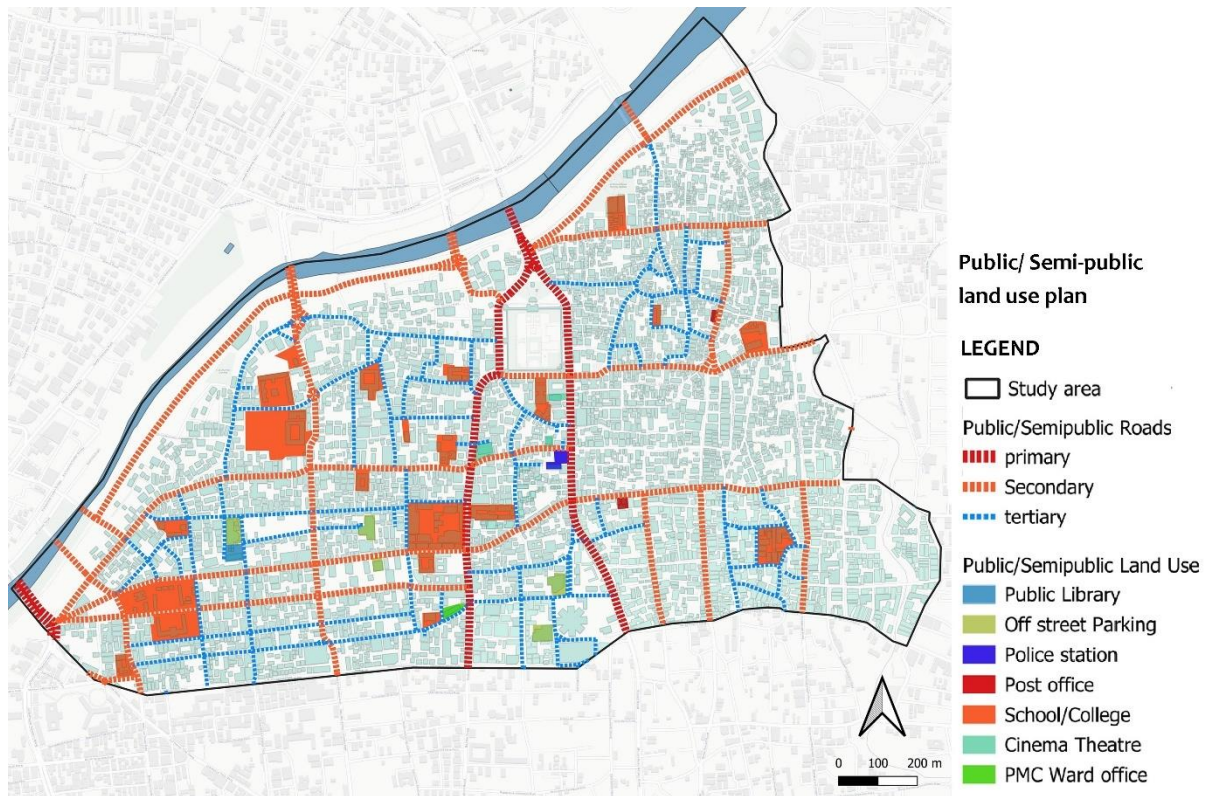 Public/ Semi-public
land use plan
LEGEND
Study area
Public/Semipublic Roads
primary
Secondary
tertiary
Public/Semipublic Land Use
Public Library
Off street Parking
Police station
Post office
School/College
Cinema Theatre
PMC Ward office
0 100 200 m